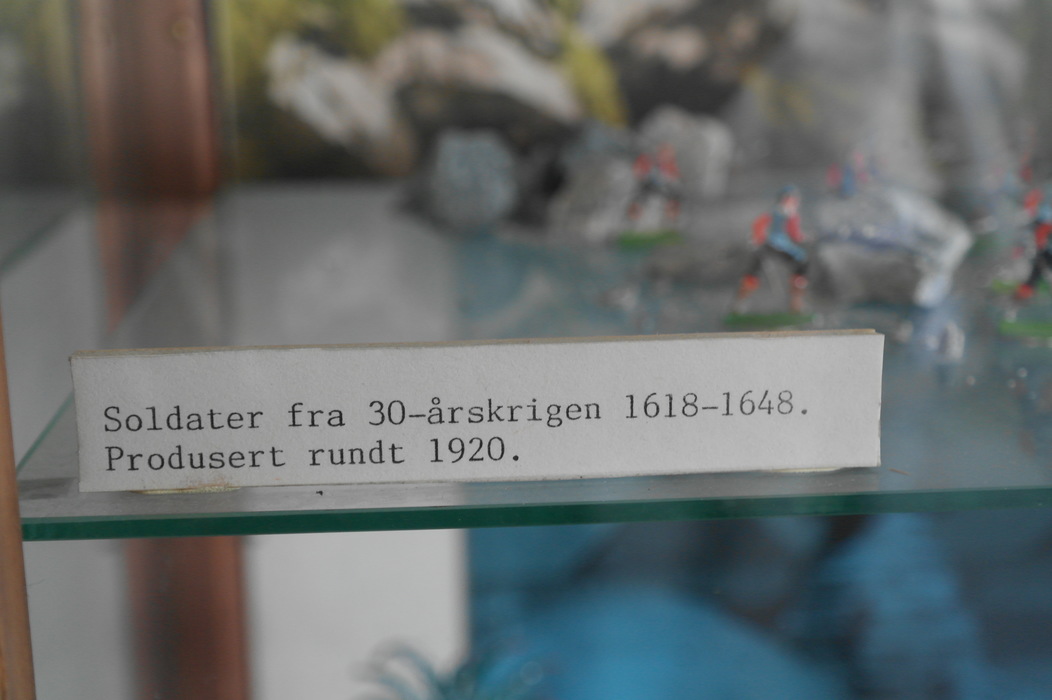 Soldater fra 30-årskrigen 1618-1648.
Produsert rundt 1920.